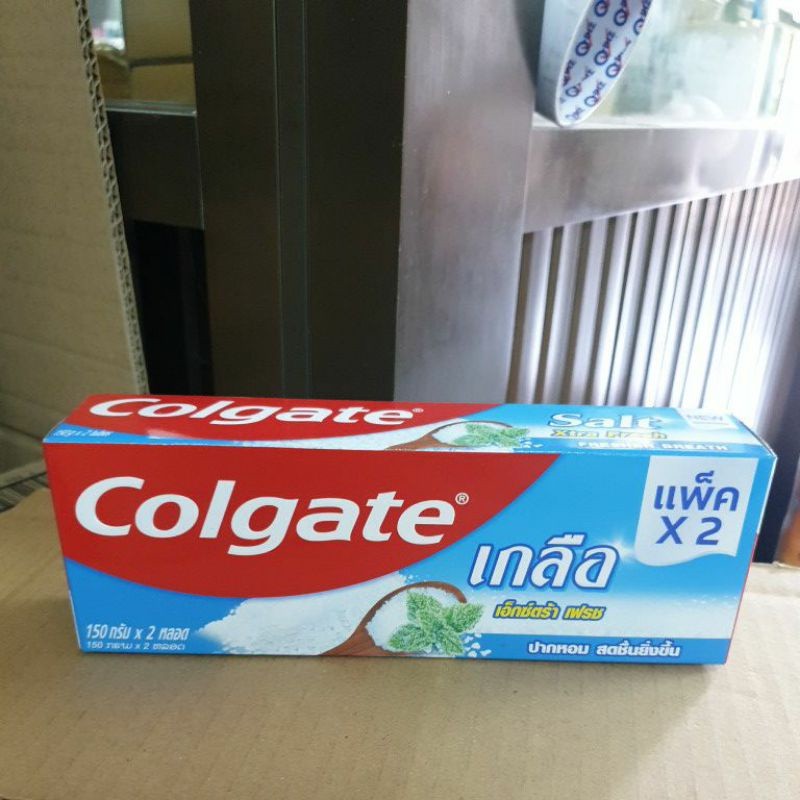 Colgate®
Salt
Xtra Fresh
FRESHER BREATH
NEW
Colgate®
แพ็ค
X 2
เกลือ
เอ็กซ์ตร้า เฟรช
ปากหอม สดชื่นยิ่งขึ้น
150 กรัม x 2 หลอด